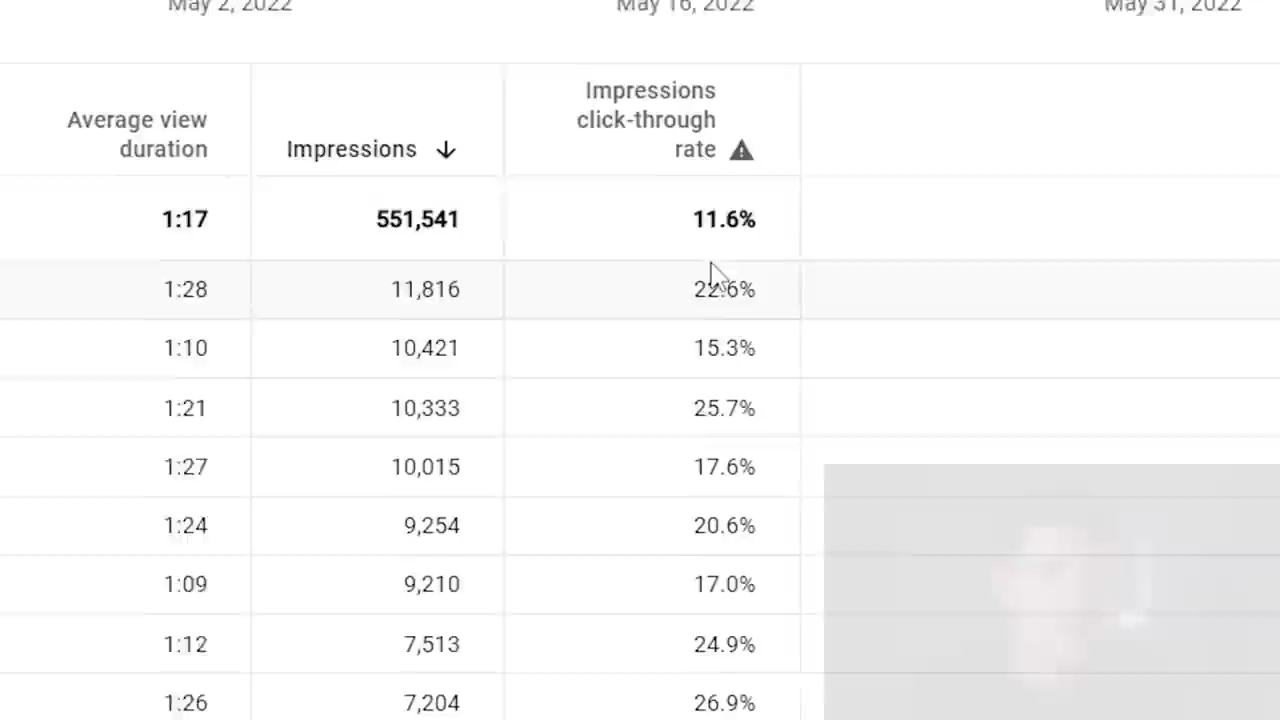 May 2, 2022 May 16, 2022 May 31, 2022
Average view
duration
Impressions
Impressions
click-through
rate
1:17 551,541 11.6%
1:28 11,816 22.6%
1:10 10,421 15.3%
1:21 10,333 25.7%
1:27 10,015 17.6%
1:24 9,254 20.6%
1:09 9,210 17.0%
1:12 7,513 24.9%
1:26 7,204 26.9%